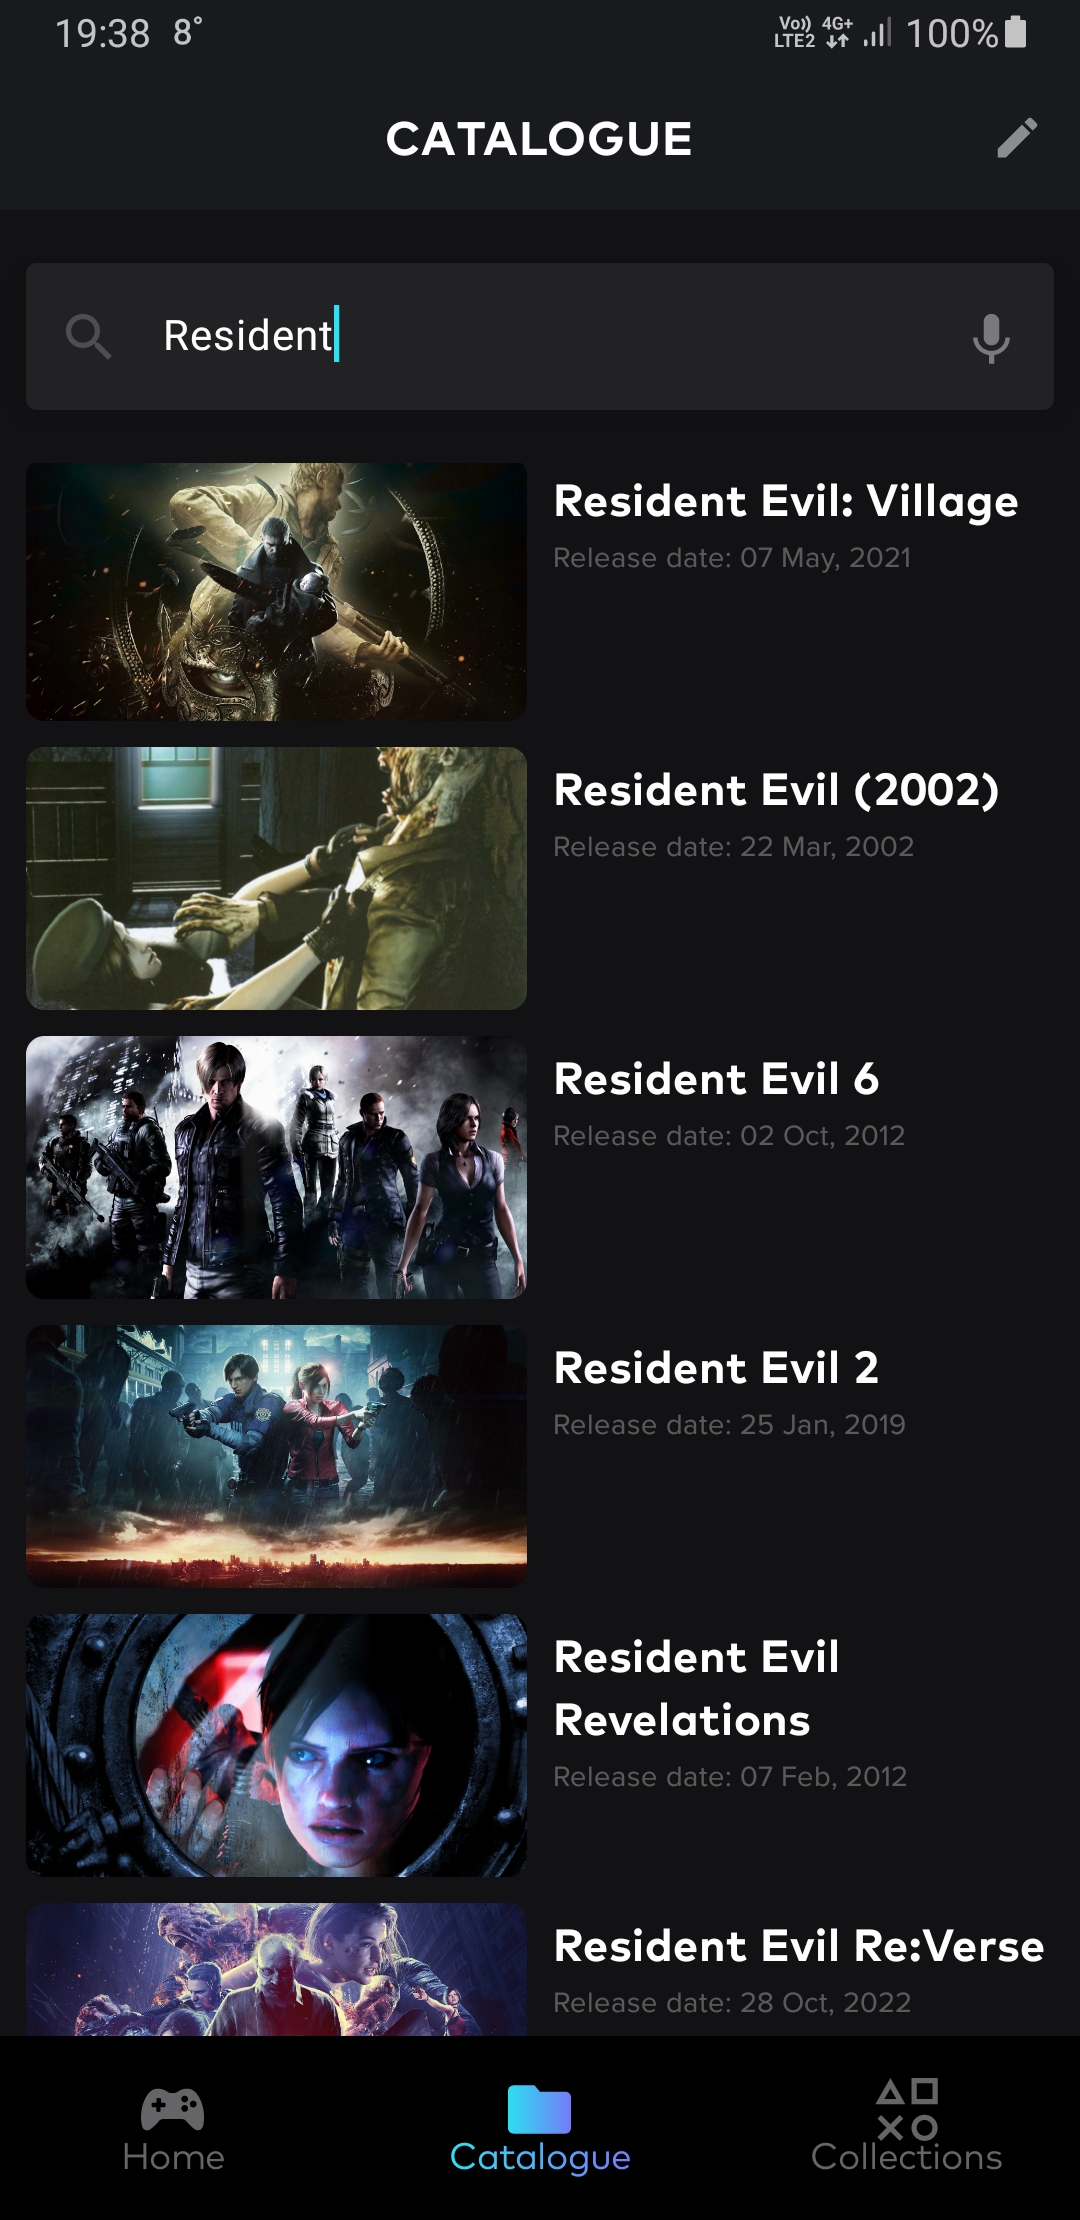 19:38 8°
Vo)) 4G+
LTE2 100%
CATALOGUE
Resident
Resident Evil: Village
Release date: 07 May, 2021
Resident Evil (2002)
Release date: 22 Mar, 2002
Resident Evil 6
Release date: 02 Oct, 2012
Resident Evil 2
Release date: 25 Jan, 2019
Resident Evil
Revelations
Release date: 07 Feb, 2012
Resident Evil Re:Verse
Release date: 28 Oct, 2022
Home
Catalogue
Collections